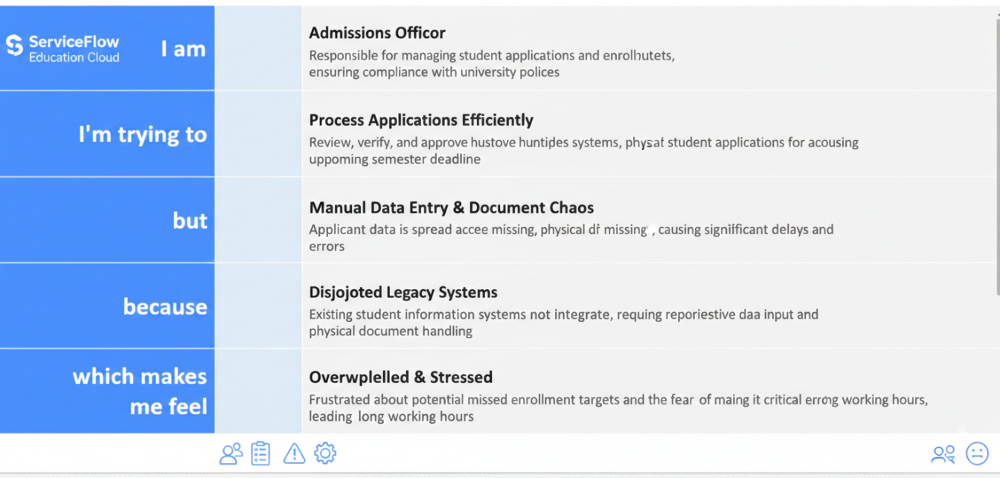 ServiceFlow
Education Cloud
I am
Admissions Officor
Responsible for managing student applications and enrolhutets,
ensuring compliance with university polices
I'm trying to
Process Applications Efficiently
Review, verify, and approve hustove huntides systems, physat student applications for acousing
uppoming semester deadline
but
Manual Data Entry & Document Chaos
Applicant data is spread accee missing, physical df missing , causing signifficant delays and
errors
because
Disjojoted Legacy Systems
Existing student information systems not integrate, requing reporiestive daa input and
physical document handling
which makes
me feel
Overwplelled & Stressed
Frustrated about potential missed enrollment targets and the fear of maing it critical errong working hours,
leading long working hours